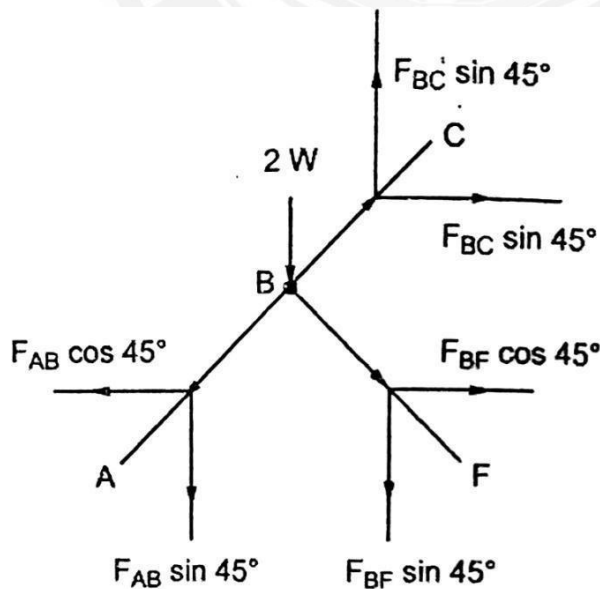 F_BC sin 45°
C
2 W
F_BC sin 45°
B
F_AB cos 45°
F_BF cos 45°
A
F
F_AB sin 45°
F_BF sin 45°